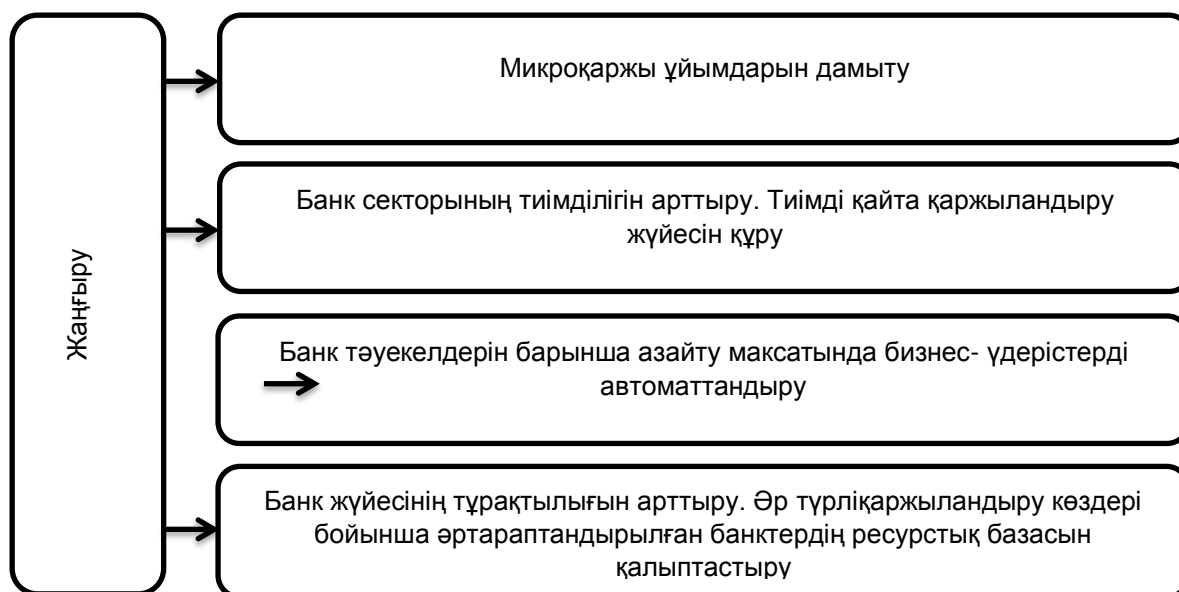 Жаңғыру
Микроқаржы ұйымдарын дамыту
Банк секторының тиімділігін арттыру. Тиімді қайта қаржыландыру
жүйесін құру
Банк тәуекелдерін барынша азайту максатында бизнес- үдерістерді
автоматтандыру
Банк жүйесінің тұрақтылығын арттыру. Әр түрліқаржыландыру көздері
бойынша әртараптандырылған банктердің ресурстық базасын
қалыптастыру